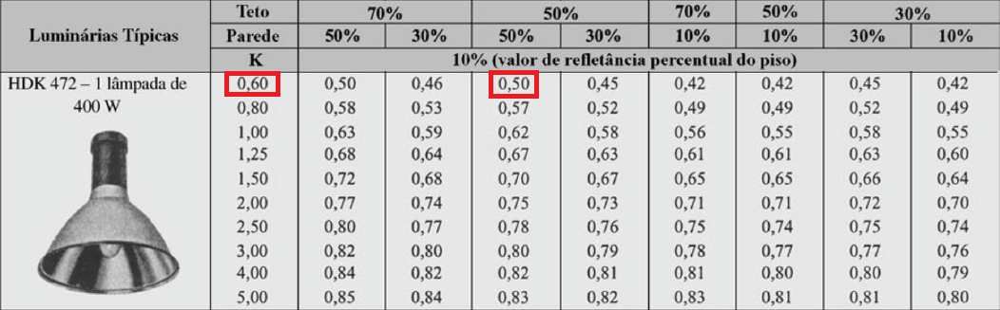 Luminárias Típicas Teto 70% 50% 70% 50% 30%
Parede 50% 30% 50% 30% 10% 10% 30% 10%
K 10% (valor de refletância percentual do piso)
HDK 472 – 1 lâmpada de 0,60 0,50 0,46 0,50 0,45 0,42 0,42 0,45 0,42
400 W 0,80 0,58 0,53 0,57 0,52 0,49 0,49 0,52 0,49
1,00 0,63 0,59 0,62 0,58 0,56 0,55 0,58 0,55
1,25 0,68 0,64 0,67 0,63 0,61 0,61 0,63 0,60
1,50 0,72 0,68 0,70 0,67 0,65 0,65 0,66 0,64
2,00 0,77 0,74 0,75 0,73 0,71 0,71 0,72 0,70
2,50 0,80 0,77 0,78 0,76 0,75 0,74 0,75 0,74
3,00 0,82 0,80 0,80 0,79 0,78 0,77 0,77 0,76
4,00 0,84 0,82 0,82 0,81 0,81 0,80 0,80 0,79
5,00 0,85 0,84 0,83 0,82 0,83 0,81 0,81 0,80